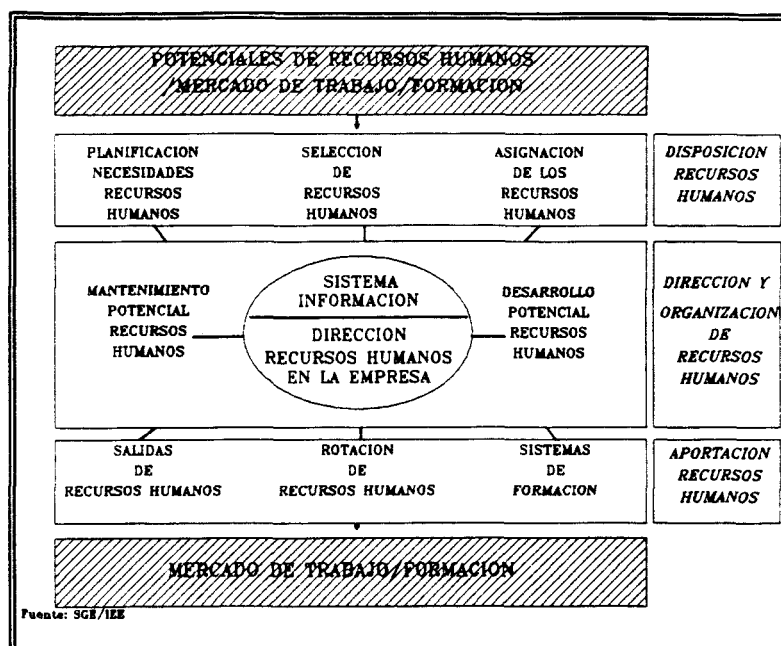 POTENCIALES DE RECURSOS HUMANOS
/MERCADO DE TRABAJO/FORMACION
PLANIFICACION
NECESIDADES
RECURSOS
HUMANOS
SELECCION
DE
RECURSOS
HUMANOS
ASIGNACION
DE LOS
RECURSOS
HUMANOS
DISPOSICION
RECURSOS
HUMANOS
MANTENIMIENTO
POTENCIAL
RECURSOS
HUMANOS
SISTEMA
INFORMACION
DIRECCION
RECURSOS HUMANOS
EN LA EMPRESA
DESARROLLO
POTENCIAL
RECURSOS
HUMANOS
DIRECCION Y
ORGANIZACION
DE
RECURSOS
HUMANOS
SALIDAS
DE
RECURSOS HUMANOS
ROTACION
DE
RECURSOS HUMANOS
SISTEMAS
DE
FORMACION
APORTACION
RECURSOS
HUMANOS
MERCADO DE TRABAJO/FORMACION
Fuente: SGE/IEE